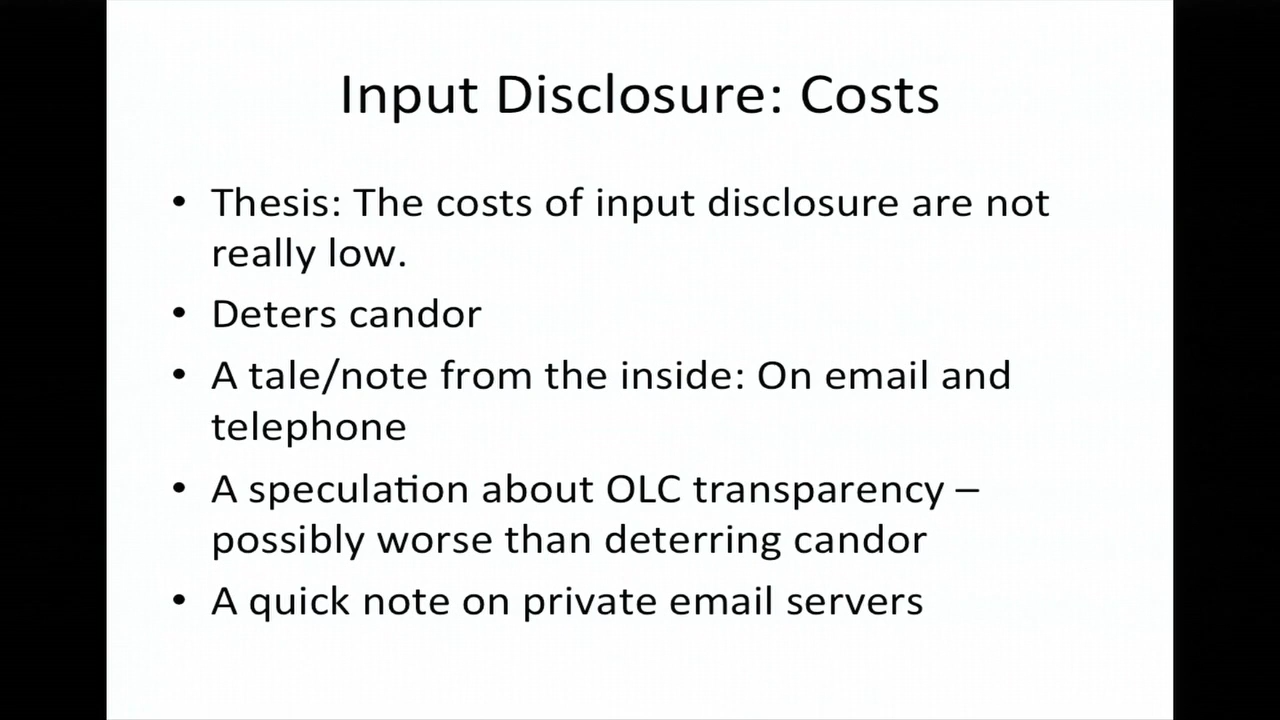 Input Disclosure: Costs
• Thesis: The costs of input disclosure are not
really low.
• Deters candor
• A tale/note from the inside: On email and
telephone
• A speculation about OLC transparency –
possibly worse than deterring candor
• A quick note on private email servers